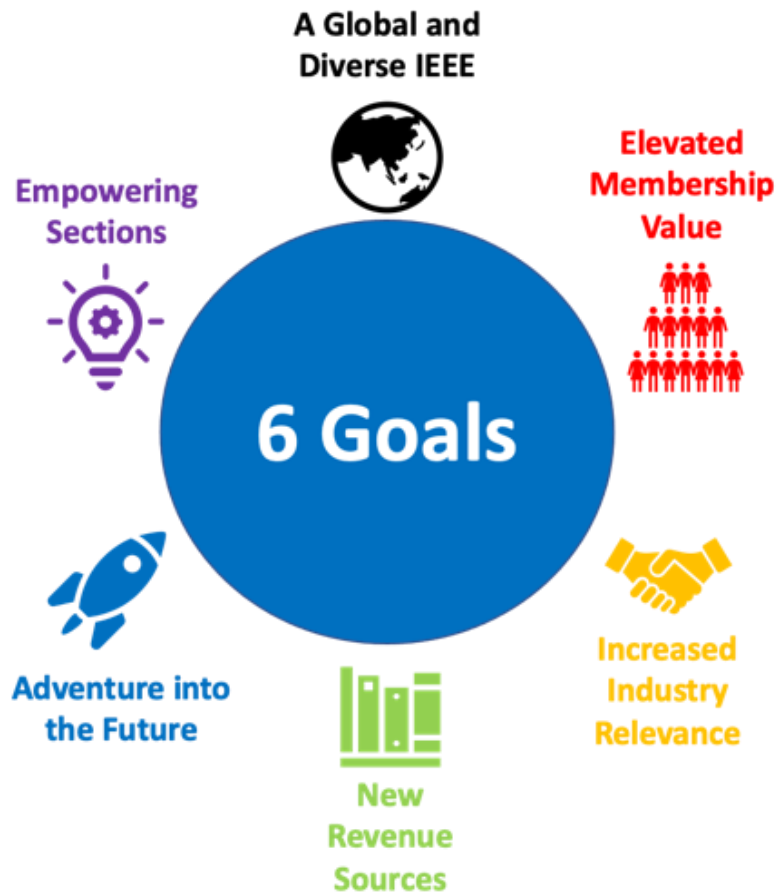 A Global and
Diverse IEEE
Elevated
Membership
Value
Empowering
Sections
6 Goals
Increased
Industry
Relevance
Adventure into
the Future
New
Revenue
Sources